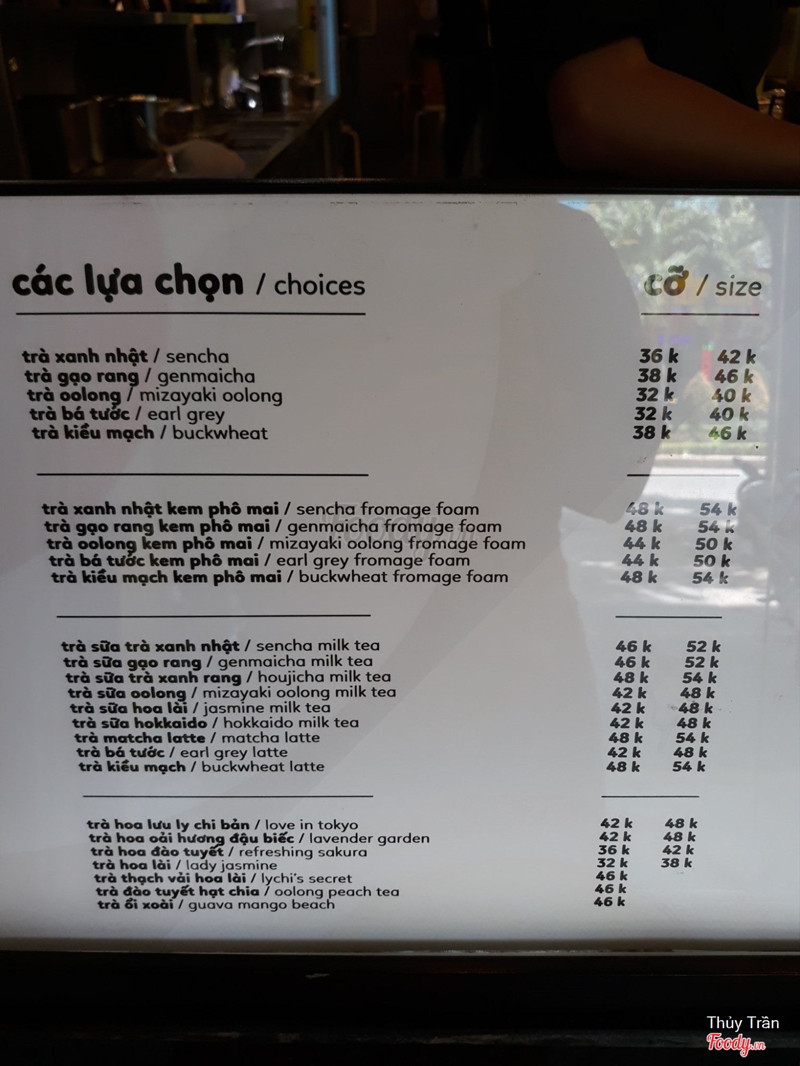 các lựa chọn / choices cỡ / size
trà xanh nhật / sencha 36 k 42 k
trà gạo rang / genmaicha 38 k 46 k
trà oolong / mizayaki oolong 32 k 40 k
trà bá tước / earl grey 32 k 40 k
trà kiều mạch / buckwheat 38 k 46 k
trà xanh nhật kem phô mai / sencha fromage foam 48 k 54 k
trà gạo rang kem phô mai / genmaicha fromage foam 48 k 54 k
trà oolong kem phô mai / mizayaki oolong fromage foam 44 k 50 k
trà bá tước kem phô mai / earl grey fromage foam 44 k 50 k
trà kiều mạch kem phô mai / buckwheat fromage foam 48 k 54 k
trà sữa trà xanh nhật / sencha milk tea 46 k 52 k
trà sữa gạo rang / genmaicha milk tea 46 k 52 k
trà sữa trà xanh rang / houjicha milk tea 48 k 54 k
trà sữa oolong / mizayaki oolong milk tea 42 k 48 k
trà sữa hoa lài / jasmine milk tea 42 k 48 k
trà sữa hokkaido / hokkaido milk tea 42 k 48 k
trà matcha latte / matcha latte 48 k 54 k
trà bá tước / earl grey latte 42 k 48 k
trà kiều mạch / buckwheat latte 48 k 54 k
trà hoa lưu ly chi bản / love in tokyo 42 k 48 k
trà hoa oải hương đậu biếc / lavender garden 42 k 48 k
trà hoa đào tuyết / refreshing sakura 36 k 42 k
trà hoa lài / lady jasmine 32 k 38 k
trà thạch vải hoa lài / lychi's secret 46 k
trà đào tuyết hạt chia / oolong peach tea 46 k
trà ổi xoài / guava mango beach 46 k
Thủy Trần
Foody.vn